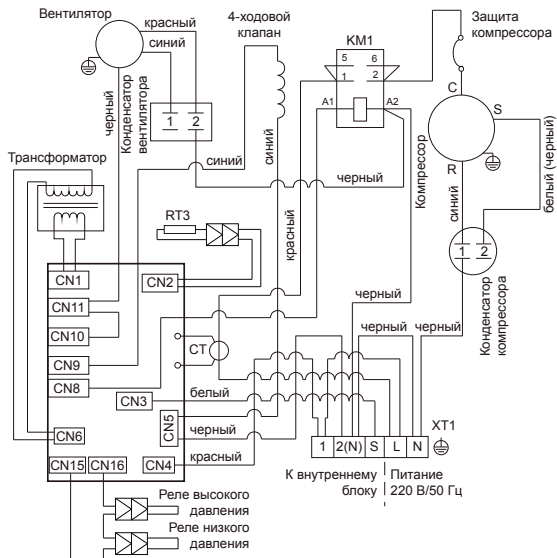 Вентилятор
красный
синий
4-ходовой
клапан
KM1
Защита
компрессора
5
6
1
2
A1
A2
C
S
R
черный
Конденсатор
вентилятора
1
2
синий
синий
черный
красный
Компрессор
синий
белый (черный)
Трансформатор
RT3
1
2
Конденсатор
компрессора
CN1
CN2
CN11
CN10
CN9
CN8
CT
черный
черный
черный
CN3
белый
CN5
черный
CN6
CN4
красный
CN15
CN16
XT1
1
2(N)
S
L
N
К внутреннему
блоку
Питание
220 В/50 Гц
Реле высокого
давления
Реле низкого
давления